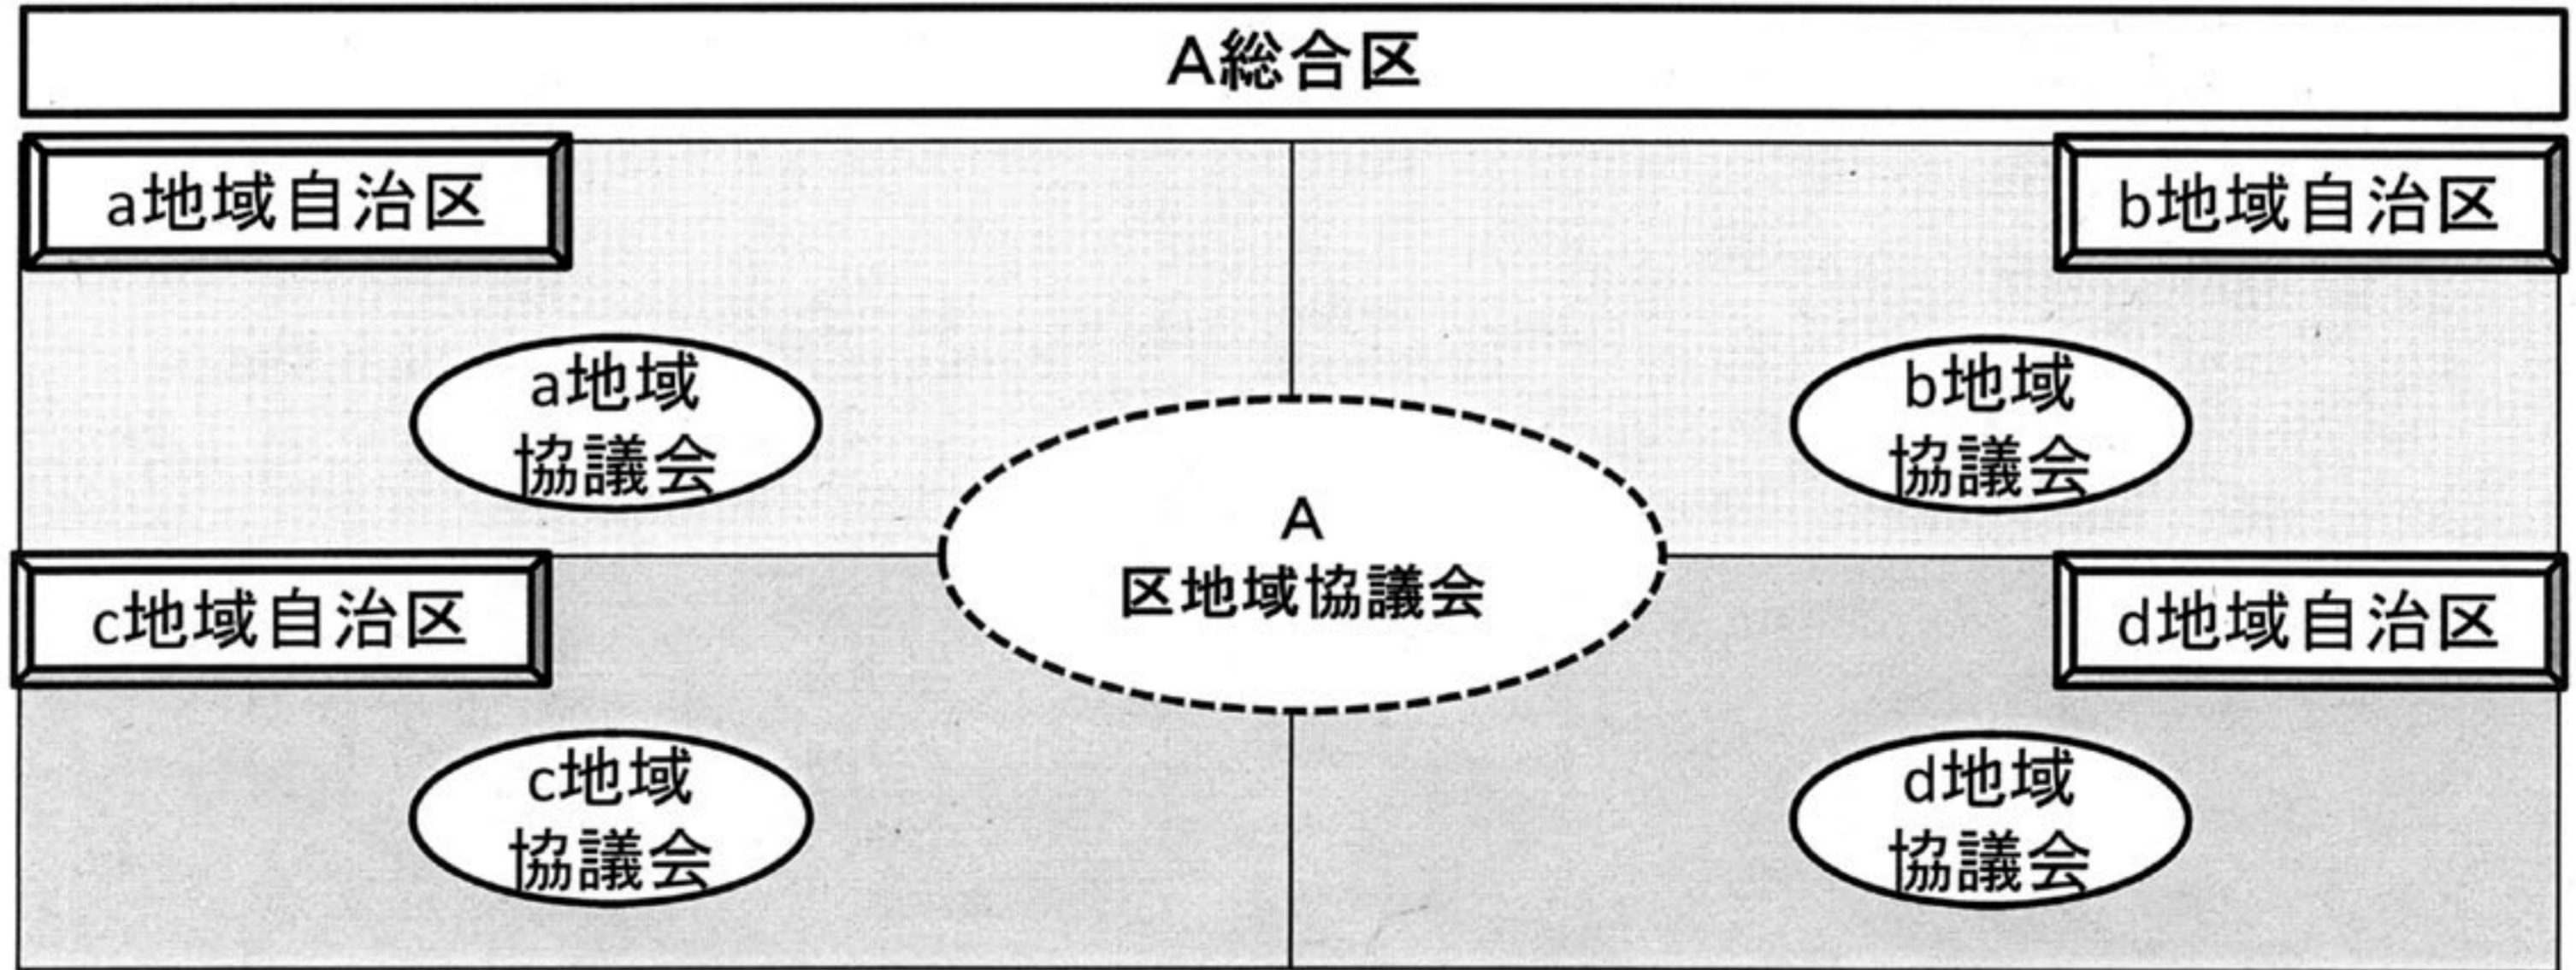 A総合区
a地域自治区
b地域自治区
a地域
協議会
b地域
協議会
A
区地域協議会
c地域自治区
d地域自治区
c地域
協議会
d地域
協議会